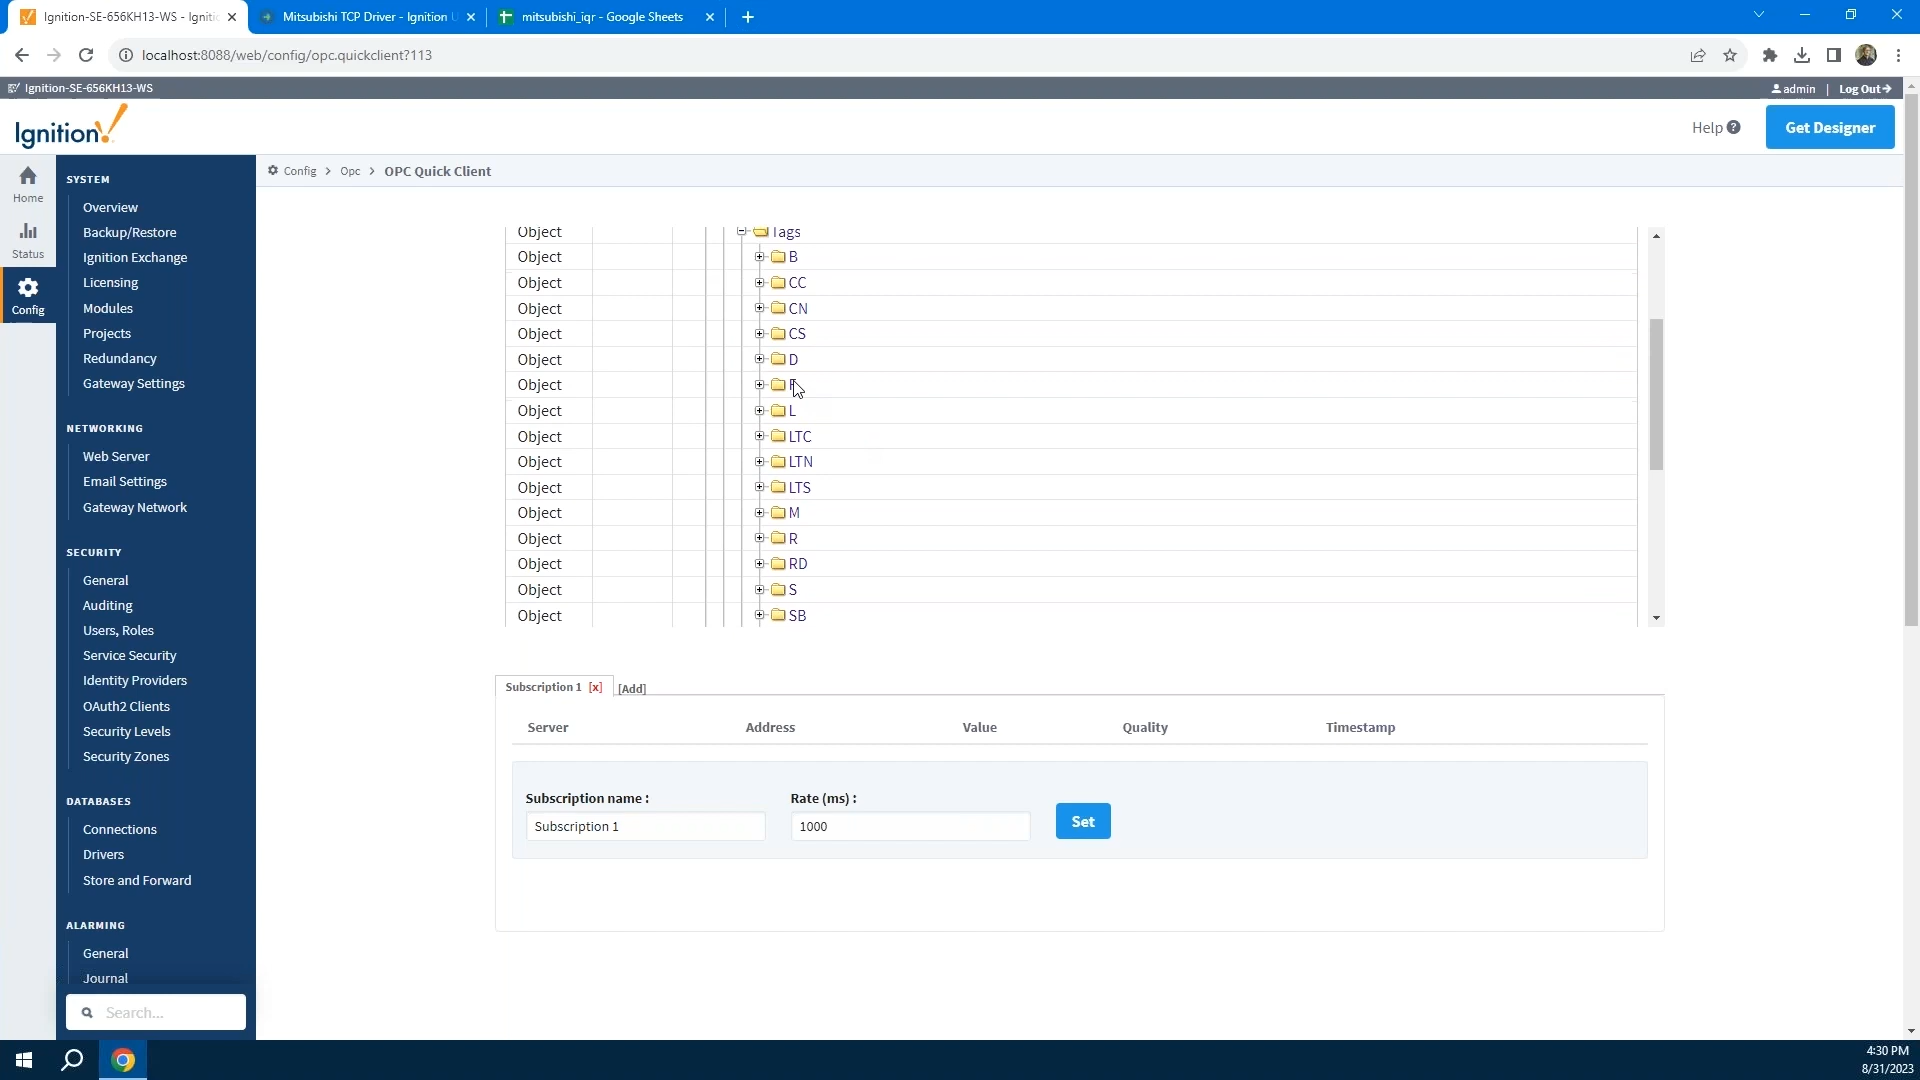 Ignition-SE-656KH13-WS - Igniti
Mitsubishi TCP Driver - Ignition U
mitsubishi_iqr - Google Sheets
localhost:8088/web/config/opc.quickclient?113
Ignition-SE-656KH13-WS
admin | Log Out
Ignition!
Help
Get Designer
Home
Status
Config
SYSTEM
Overview
Backup/Restore
Ignition Exchange
Licensing
Modules
Projects
Redundancy
Gateway Settings
NETWORKING
Web Server
Email Settings
Gateway Network
SECURITY
General
Auditing
Users, Roles
Service Security
Identity Providers
OAuth2 Clients
Security Levels
Security Zones
DATABASES
Connections
Drivers
Store and Forward
ALARMING
General
Journal
Search...
Config > Opc > OPC Quick Client
Object Tags
Object B
Object CC
Object CN
Object CS
Object D
Object
Object L
Object LTC
Object LTN
Object LTS
Object M
Object R
Object RD
Object S
Object SB
Subscription 1 [x] [Add]
Server Address Value Quality Timestamp
Subscription name : Rate (ms) :
Subscription 1 1000 Set
4:30 PM
8/31/2023